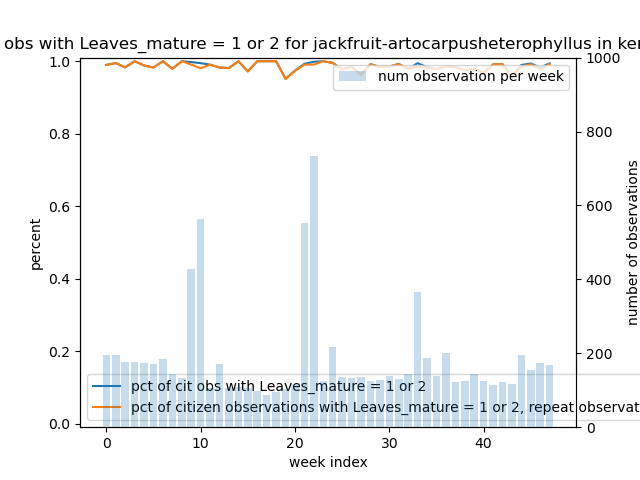 obs with Leaves_mature = 1 or 2 for jackfruit-artocarpusheterophyllus in
num observation per week
pct of cit obs with Leaves_mature = 1 or 2
pct of citizen observations with Leaves_mature = 1 or 2, repeat
percent
number of observations
week index
1.0
0.8
0.6
0.4
0.2
0.0
1000
800
600
400
200
0
0
10
20
30
40